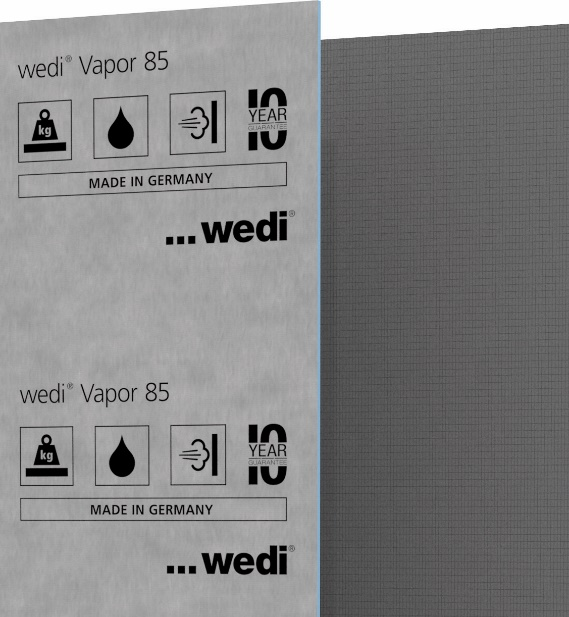 wedi® Vapor 85
kg
10 YEAR GUARANTEE
MADE IN GERMANY
...wedi®
wedi® Vapor 85
kg
10 YEAR GUARANTEE
MADE IN GERMANY
...wedi®